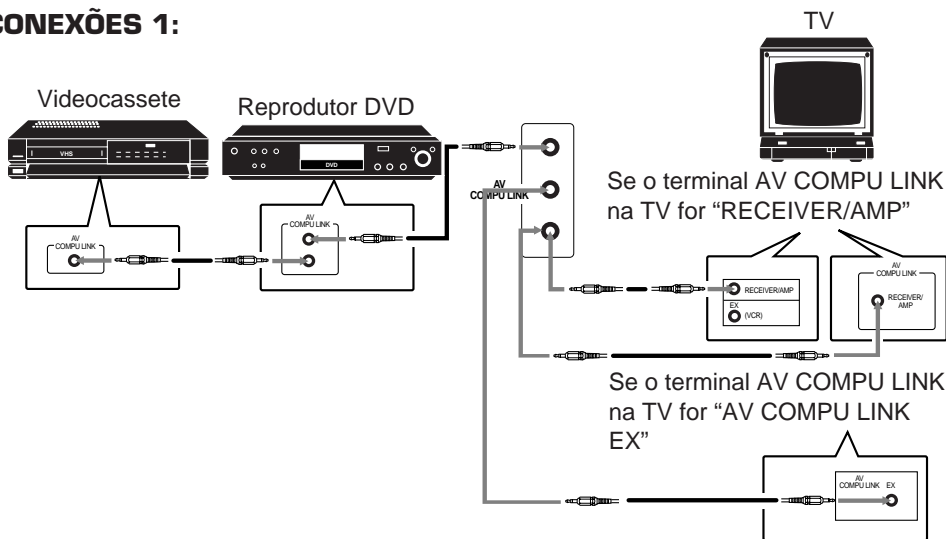 CONEXÕES 1:
TV
Videocassete
Reprodutor DVD
VHS
DVD
AV
COMPU LINK
AV
COMPU LINK
AV
COMPU LINK
Se o terminal AV COMPU LINK
na TV for “RECEIVER/AMP”
RECEIVER/AMP
EX
(VCR)
AV
COMPU LINK
RECEIVER/
AMP
Se o terminal AV COMPU LINK
na TV for “AV COMPU LINK
EX”
AV
COMPU LINK EX